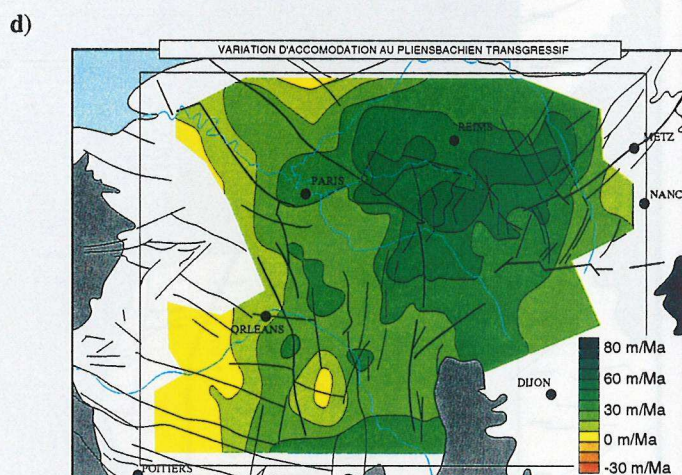 d)
VARIATION D'ACCOMODATION AU PLIENSBACHIEN TRANSGRESSIF
REIMS
METZ
PARIS
NANC
ORLEANS
80 m/Ma
60 m/Ma
DIJON
30 m/Ma
0 m/Ma
-30 m/Ma
POITIERS